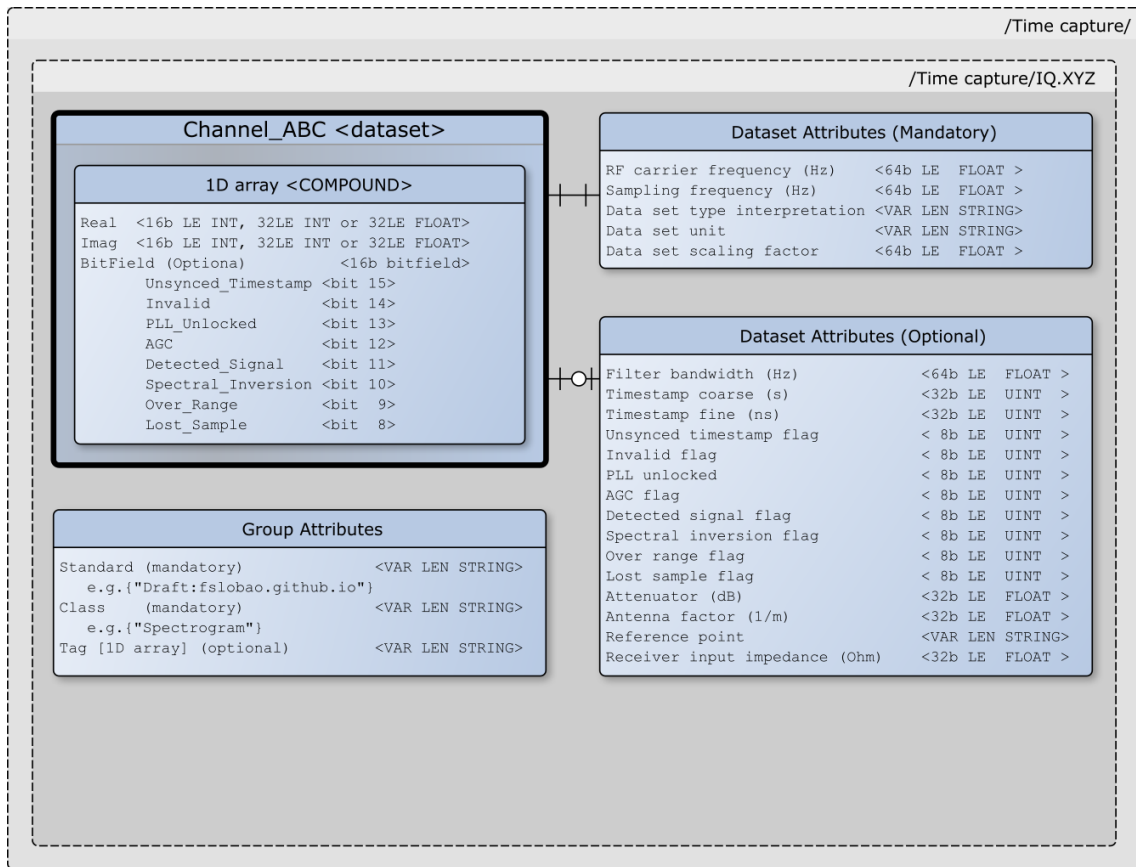 /Time capture/
/Time capture/IQ.XYZ
Channel_ABC <dataset>
1D array <COMPOUND>
Real <16b LE INT, 32LE INT or 32LE FLOAT>
Imag <16b LE INT, 32LE INT or 32LE FLOAT>
BitField (Optiona) <16b bitfield>
Unsynced_Timestamp <bit 15>
Invalid <bit 14>
PLL_Unlocked <bit 13>
AGC <bit 12>
Detected_Signal <bit 11>
Spectral_Inversion <bit 10>
Over_Range <bit 9>
Lost_Sample <bit 8>
Dataset Attributes (Mandatory)
RF carrier frequency (Hz) <64b LE FLOAT >
Sampling frequency (Hz) <64b LE FLOAT >
Data set type interpretation <VAR LEN STRING>
Data set unit <VAR LEN STRING>
Data set scaling factor <64b LE FLOAT >
Dataset Attributes (Optional)
Filter bandwidth (Hz) <64b LE FLOAT >
Timestamp coarse (s) <32b LE UINT >
Timestamp fine (ns) <32b LE UINT >
Unsynced timestamp flag < 8b LE UINT >
Invalid flag < 8b LE UINT >
PLL unlocked < 8b LE UINT >
AGC flag < 8b LE UINT >
Detected signal flag < 8b LE UINT >
Spectral inversion flag < 8b LE UINT >
Over range flag < 8b LE UINT >
Lost sample flag < 8b LE UINT >
Attenuator (dB) <32b LE FLOAT >
Antenna factor (1/m) <32b LE FLOAT >
Reference point <VAR LEN STRING>
Receiver input impedance (Ohm) <32b LE FLOAT >
Group Attributes
Standard (mandatory) <VAR LEN STRING>
e.g.{"Draft:fslobao.github.io"}
Class (mandatory) <VAR LEN STRING>
e.g.{"Spectrogram"}
Tag [1D array] (optional) <VAR LEN STRING>